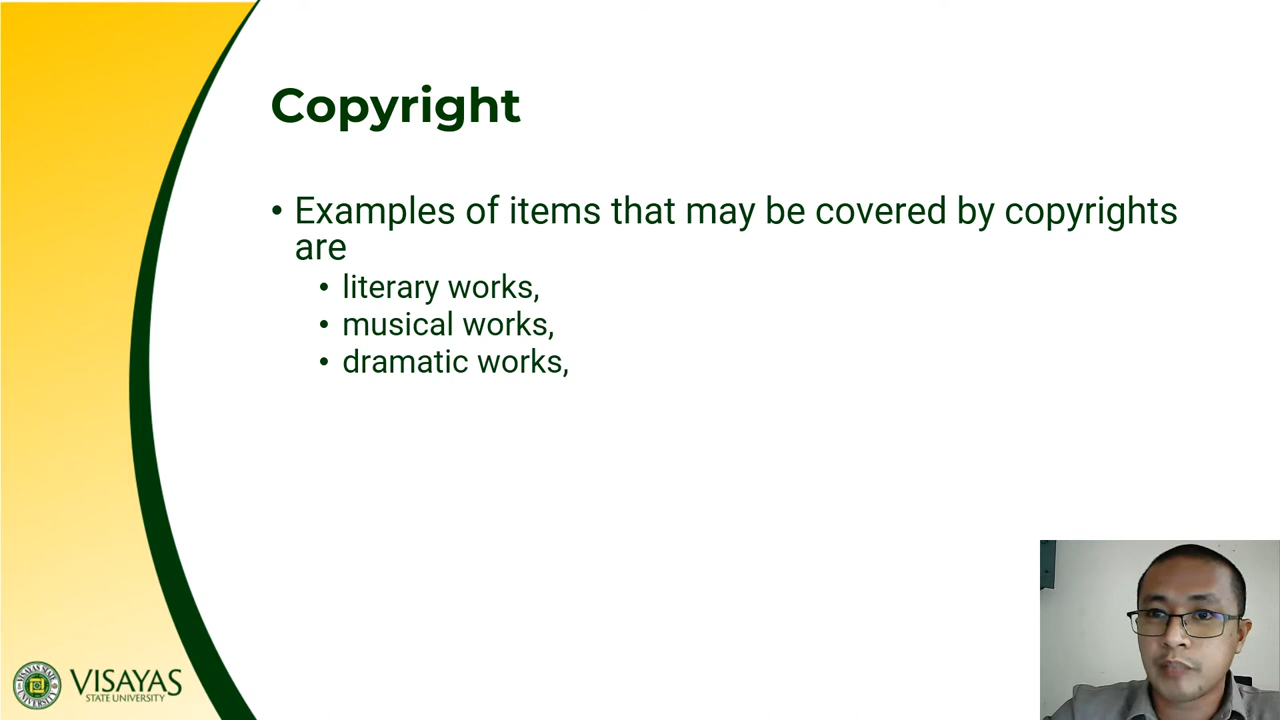 Copyright
• Examples of items that may be covered by copyrights
are
• literary works,
• musical works,
• dramatic works,
VISAYAS
STATE UNIVERSITY